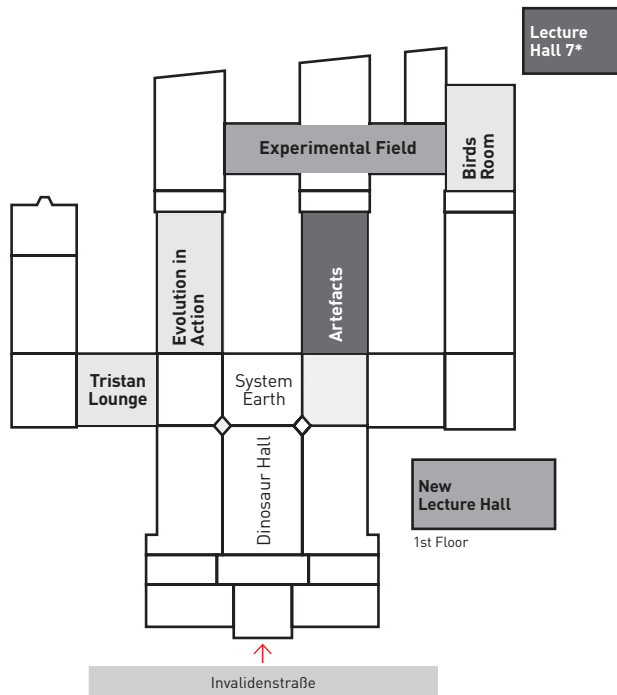 Lecture
Hall 7*
Experimental Field
Birds
Room
Evolution in
Action
Artefacts
Tristan
Lounge
System
Earth
Dinosaur Hall
New
Lecture Hall
1st Floor
Invalidenstraße